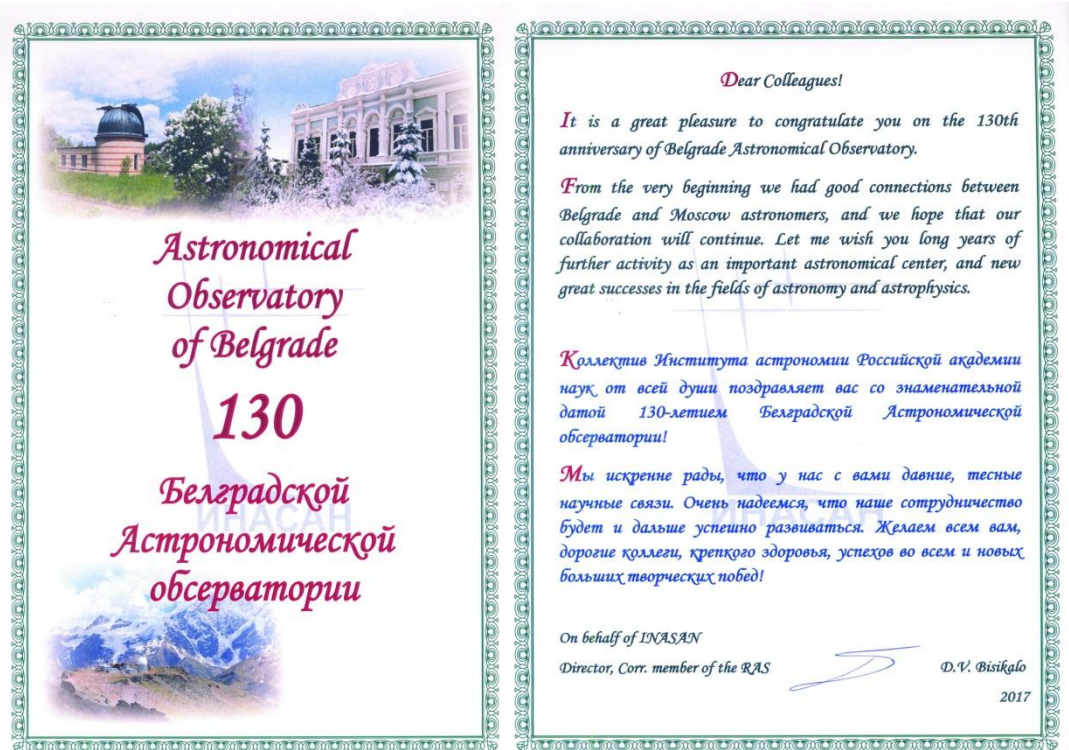 Astronomical
Observatory
of Belgrade
130
Белградской
Астрономической
обсерватории
ИНАСАН
Dear Colleagues!
It is a great pleasure to congratulate you on the 130th
anniversary of Belgrade Astronomical Observatory.
From the very beginning we had good connections between
Belgrade and Moscow astronomers, and we hope that our
collaboration will continue. Let me wish you long years of
further activity as an important astronomical center, and new
great successes in the fields of astronomy and astrophysics.
Коллектив Института астрономии Российской академии
наук от всей души поздравляет вас со знаменательной
датой 130-летием Белградской Астрономической
обсерватории!
Мы искренне рады, что у нас с вами давние, тесные
научные связи. Очень надеемся, что наше сотрудничество
будет и дальше успешно развиваться. Желаем всем вам,
дорогие коллеги, крепкого здоровья, успехов во всем и новых
больших творческих побед!
ИНАСАН
On behalf of INASAN
Director, Corr. member of the RAS D.V. Bisikalo
2017